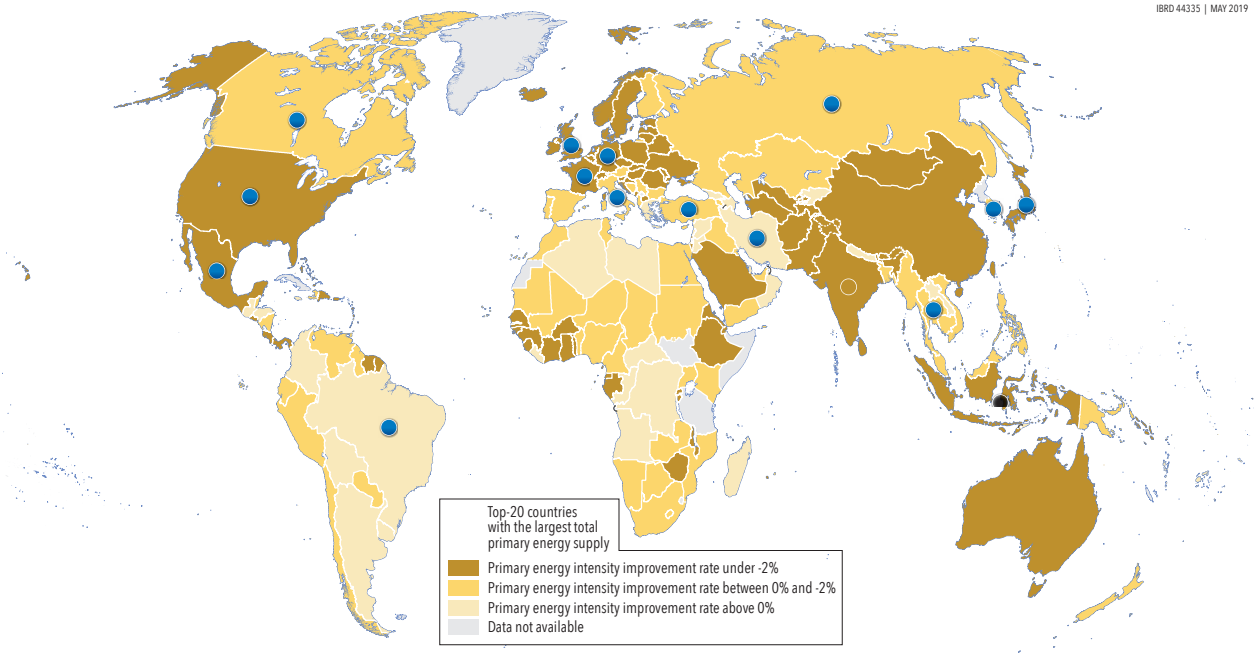 IBRD 44335 | MAY 2019
Top-20 countries
with the largest total
primary energy supply
Primary energy intensity improvement rate under -2%
Primary energy intensity improvement rate between 0% and -2%
Primary energy intensity improvement rate above 0%
Data not available